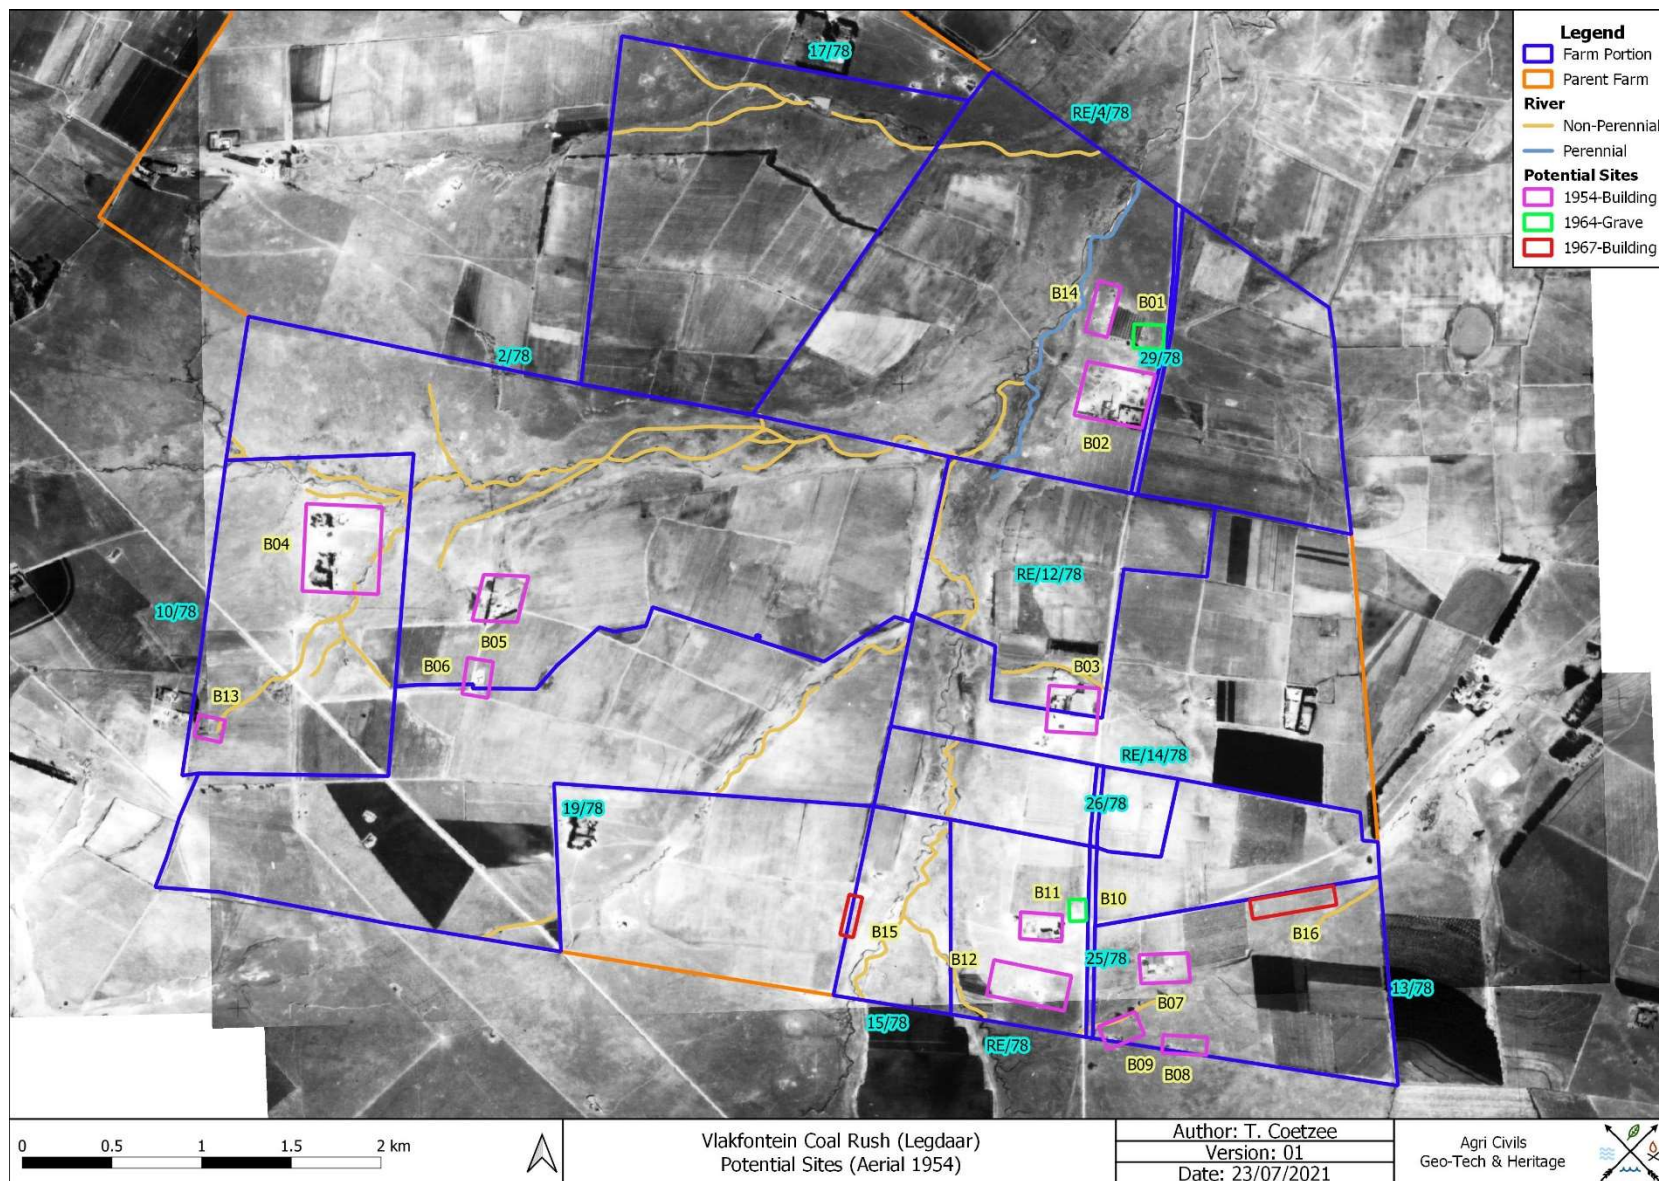 Legend
Farm Portion
Parent Farm
River
Non-Perennial
Perennial
Potential Sites
1954-Building
1964-Grave
1967-Building
17/78
RE/4/78
B14
B01
29/78
2/78
B02
B04
RE/12/78
10/78
B05
B06
B03
B13
RE/14/78
19/78
26/78
B11
B10
B15
B16
B12
25/78
13/78
B07
15/78
RE/78
B09
B08
0 0.5 1 1.5 2 km
Vlakfontein Coal Rush (Legdaar)
Potential Sites (Aerial 1954)
Author: T. Coetzee
Version: 01
Date: 23/07/2021
Agri Civils
Geo-Tech & Heritage